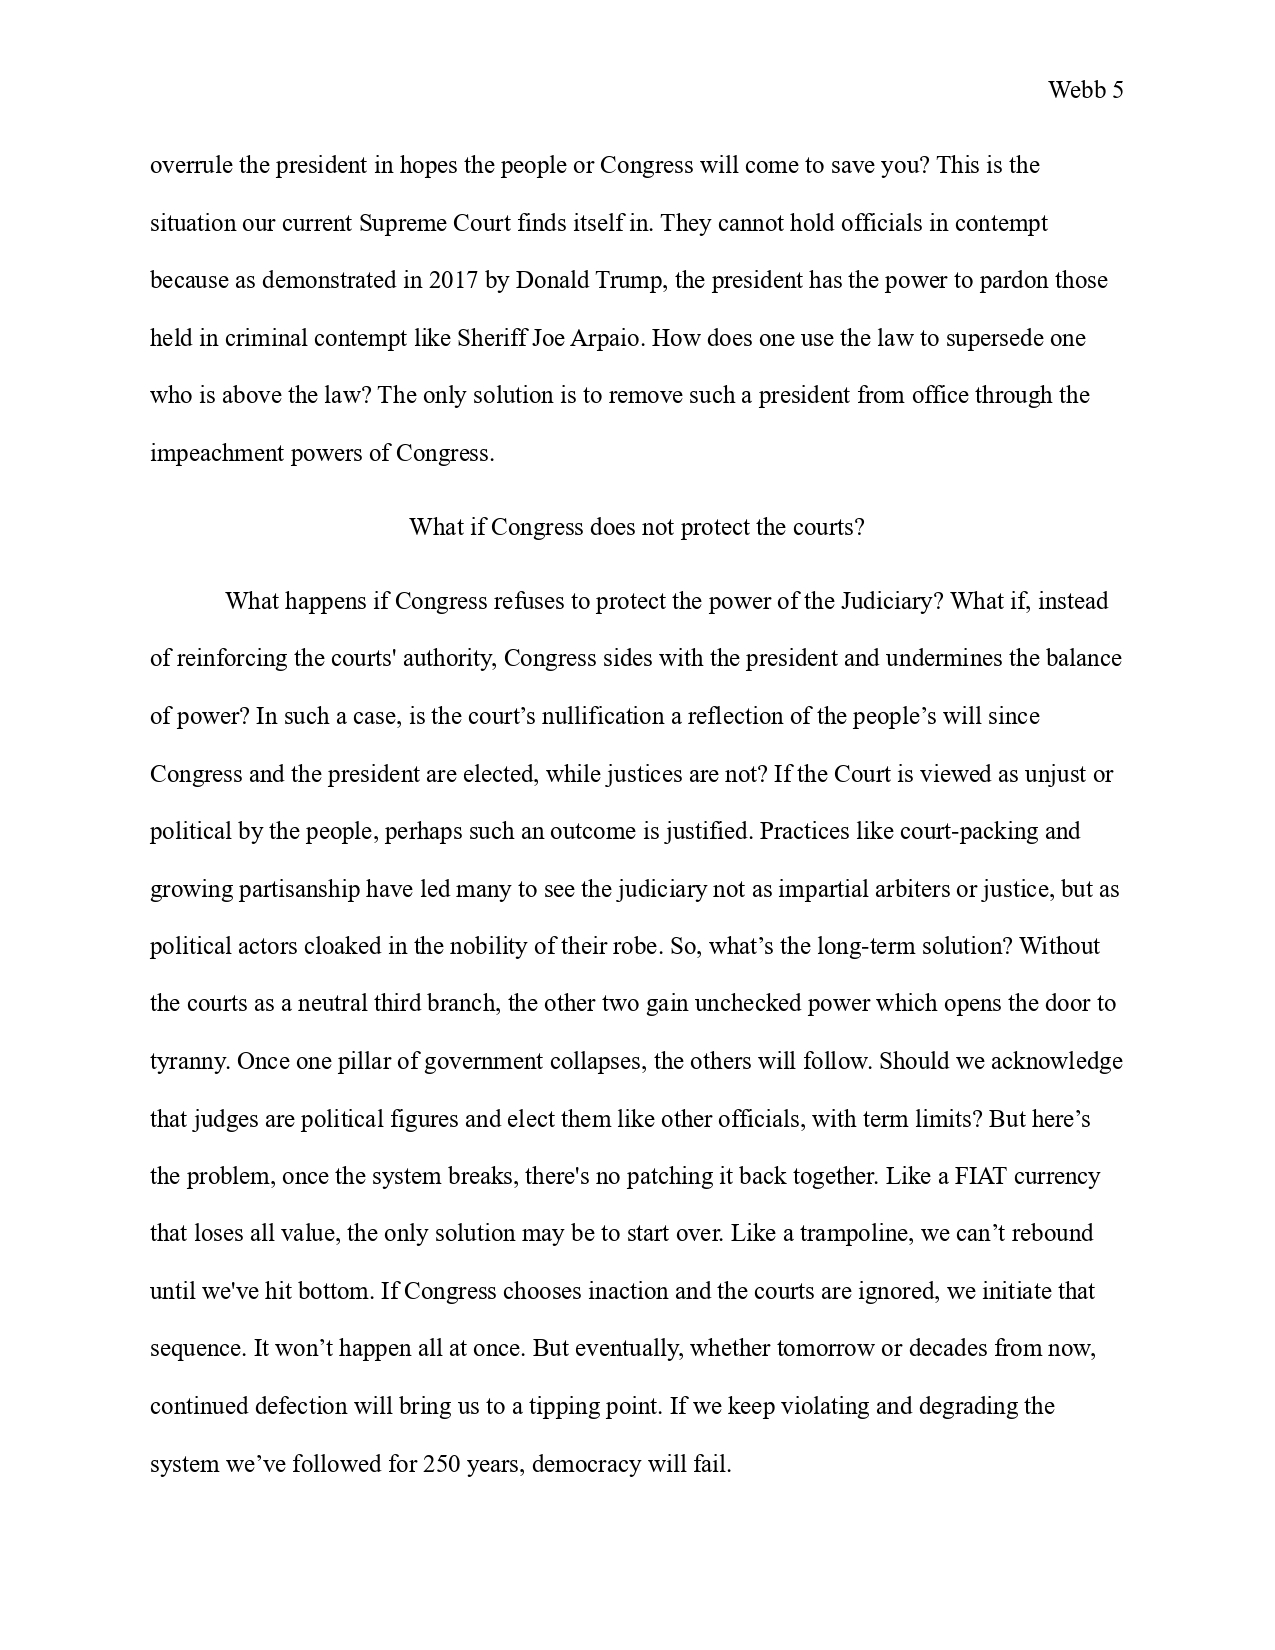 Webb 5
overrule the president in hopes the people or Congress will come to save you? This is the
situation our current Supreme Court finds itself in. They cannot hold officials in contempt
because as demonstrated in 2017 by Donald Trump, the president has the power to pardon those
held in criminal contempt like Sheriff Joe Arpaio. How does one use the law to supersede one
who is above the law? The only solution is to remove such a president from office through the
impeachment powers of Congress.
What if Congress does not protect the courts?
What happens if Congress refuses to protect the power of the Judiciary? What if, instead
of reinforcing the courts' authority, Congress sides with the president and undermines the balance
of power? In such a case, is the court’s nullification a reflection of the people’s will since
Congress and the president are elected, while justices are not? If the Court is viewed as unjust or
political by the people, perhaps such an outcome is justified. Practices like court-packing and
growing partisanship have led many to see the judiciary not as impartial arbiters or justice, but as
political actors cloaked in the nobility of their robe. So, what’s the long-term solution? Without
the courts as a neutral third branch, the other two gain unchecked power which opens the door to
tyranny. Once one pillar of government collapses, the others will follow. Should we acknowledge
that judges are political figures and elect them like other officials, with term limits? But here’s
the problem, once the system breaks, there's no patching it back together. Like a FIAT currency
that loses all value, the only solution may be to start over. Like a trampoline, we can’t rebound
until we've hit bottom. If Congress chooses inaction and the courts are ignored, we initiate that
sequence. It won’t happen all at once. But eventually, whether tomorrow or decades from now,
continued defection will bring us to a tipping point. If we keep violating and degrading the
system we’ve followed for 250 years, democracy will fail.